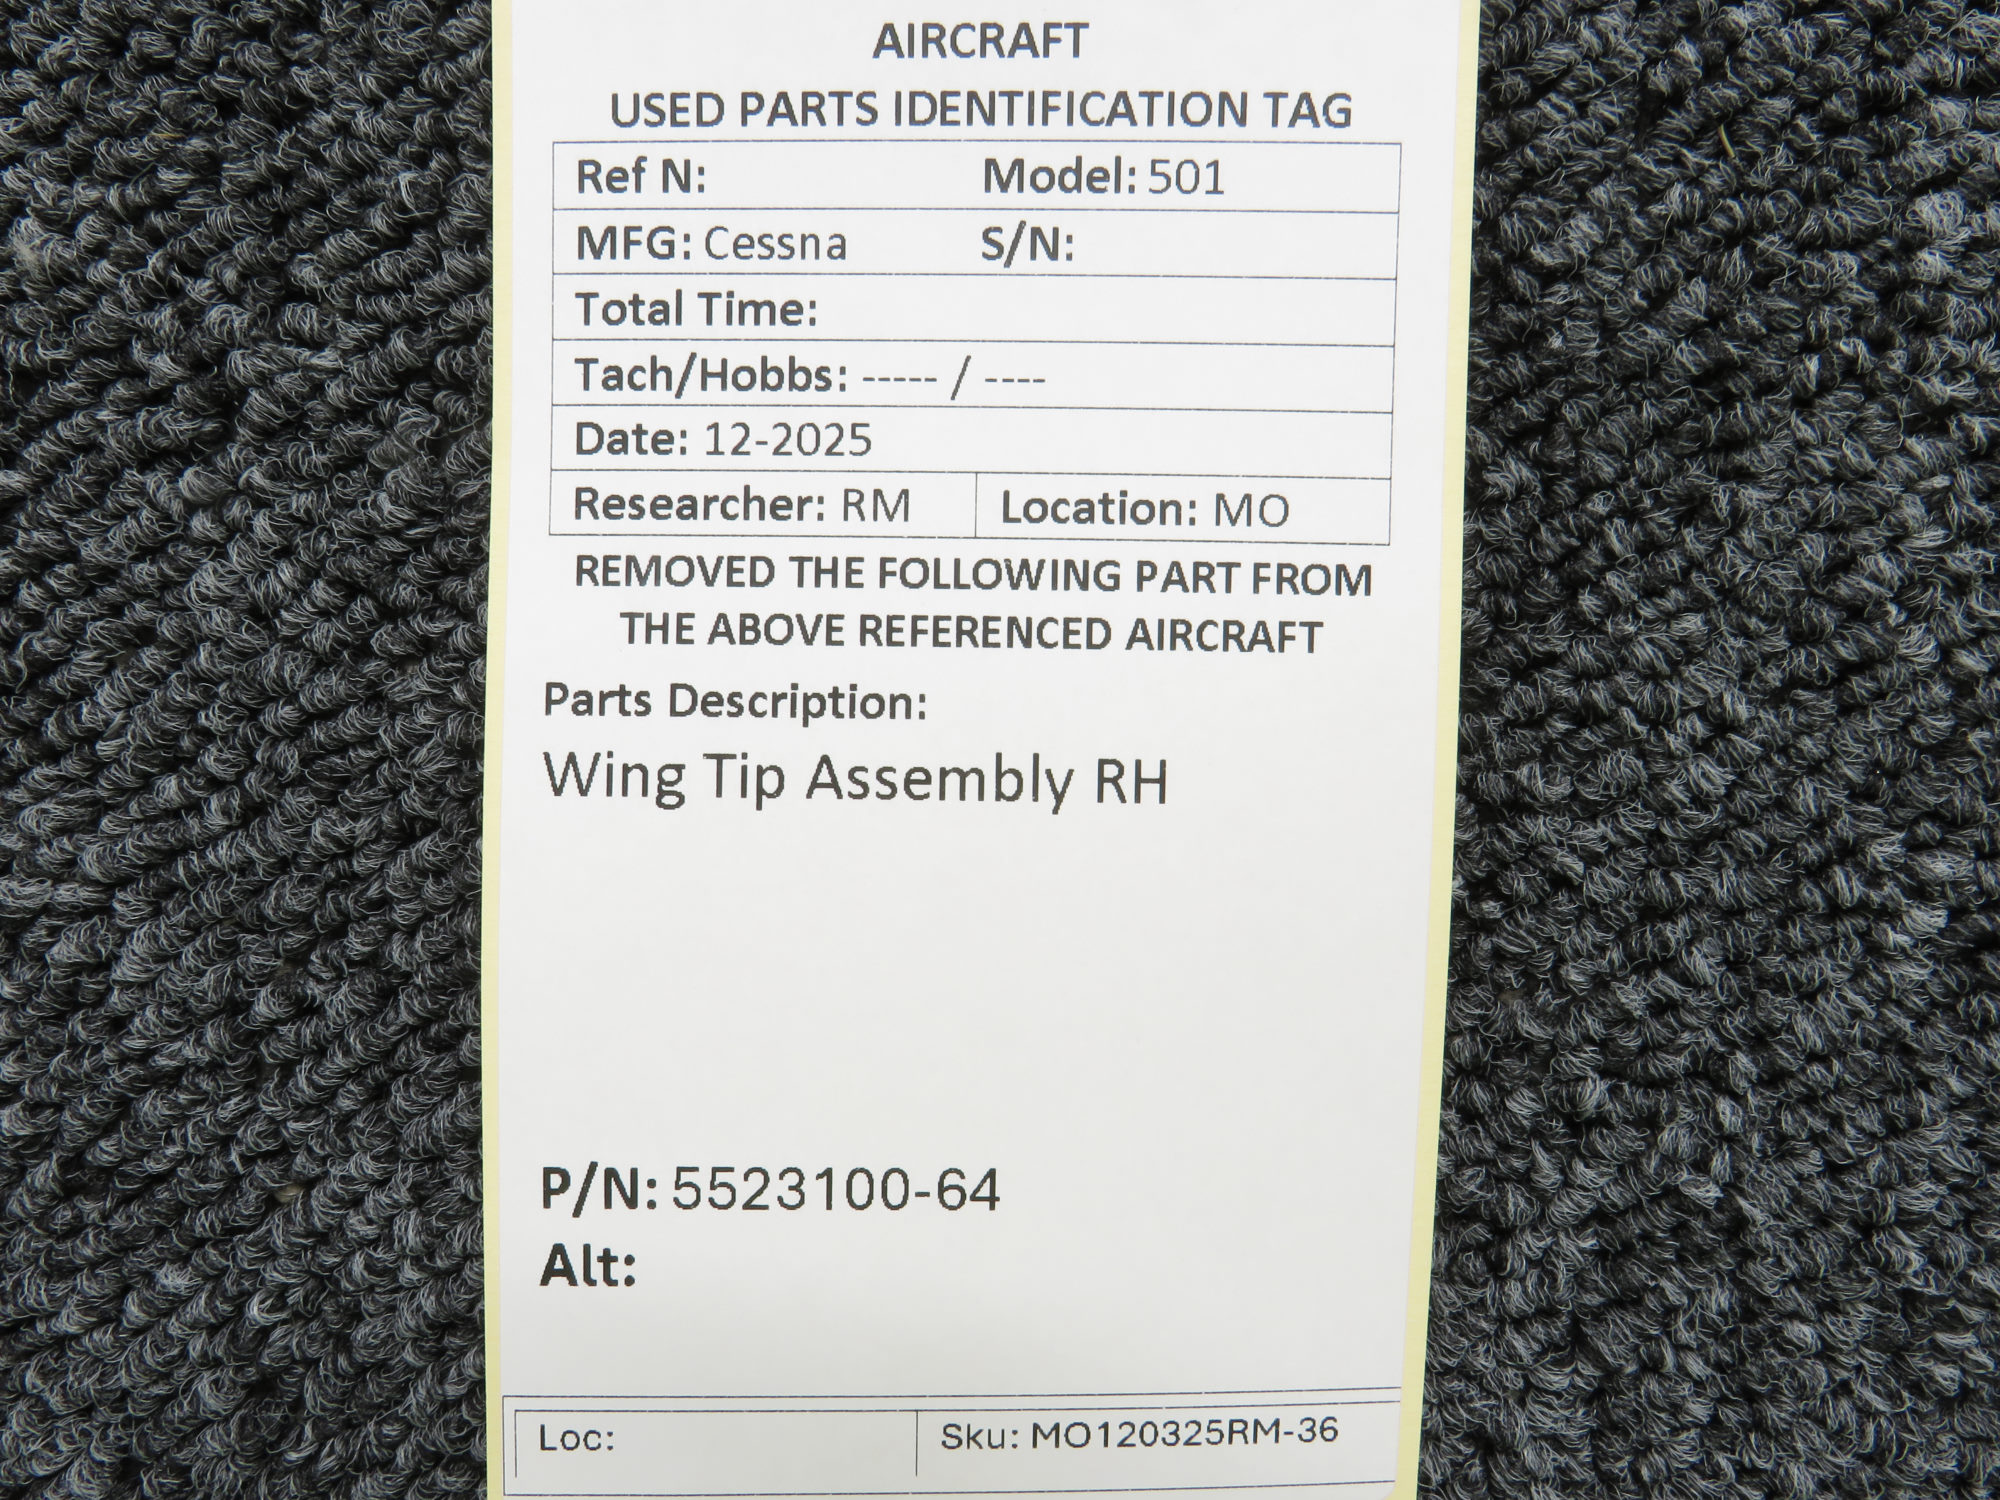 AIRCRAFT
USED PARTS IDENTIFICATION TAG
Ref N: Model: 501
MFG: Cessna S/N:
Total Time:
Tach/Hobbs: ----- / ----
Date: 12-2025
Researcher: RM Location: MO
REMOVED THE FOLLOWING PART FROM
THE ABOVE REFERENCED AIRCRAFT
Parts Description:
Wing Tip Assembly RH
P/N: 5523100-64
Alt:
Loc: Sku: MO120325RM-36